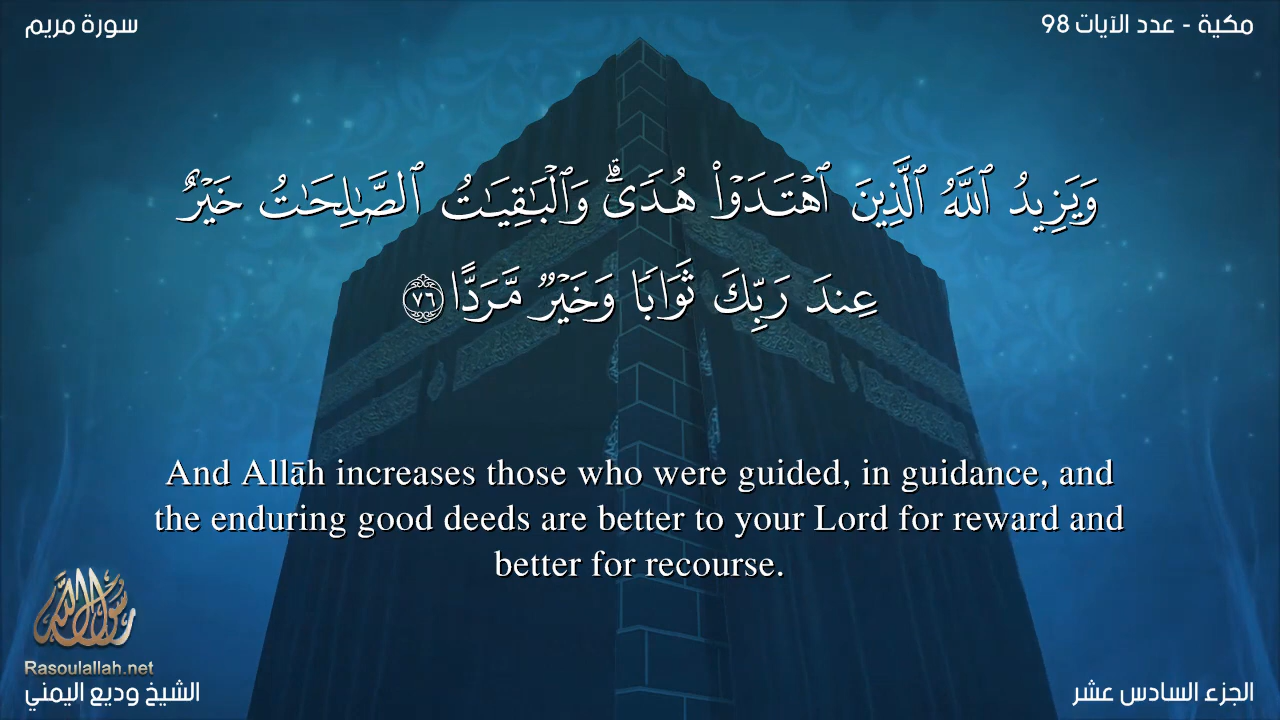 سورة مريم
مكية - عدد الآيات 98
وَيَزِيدُ ٱللَّهُ ٱلَّذِينَ ٱهْتَدَوْا۟ هُدًى ۗ وَٱلْبَـٰقِيَـٰتُ ٱلصَّـٰلِحَـٰتُ خَيْرٌ
عِندَ رَبِّكَ ثَوَابًا وَخَيْرٌ مَّرَدًّا ٧٦
And Allāh increases those who were guided, in guidance, and
the enduring good deeds are better to your Lord for reward and
better for recourse.
رسول الله
Rasoulallah.net
الشيخ وديع اليمني
الجزء السادس عشر